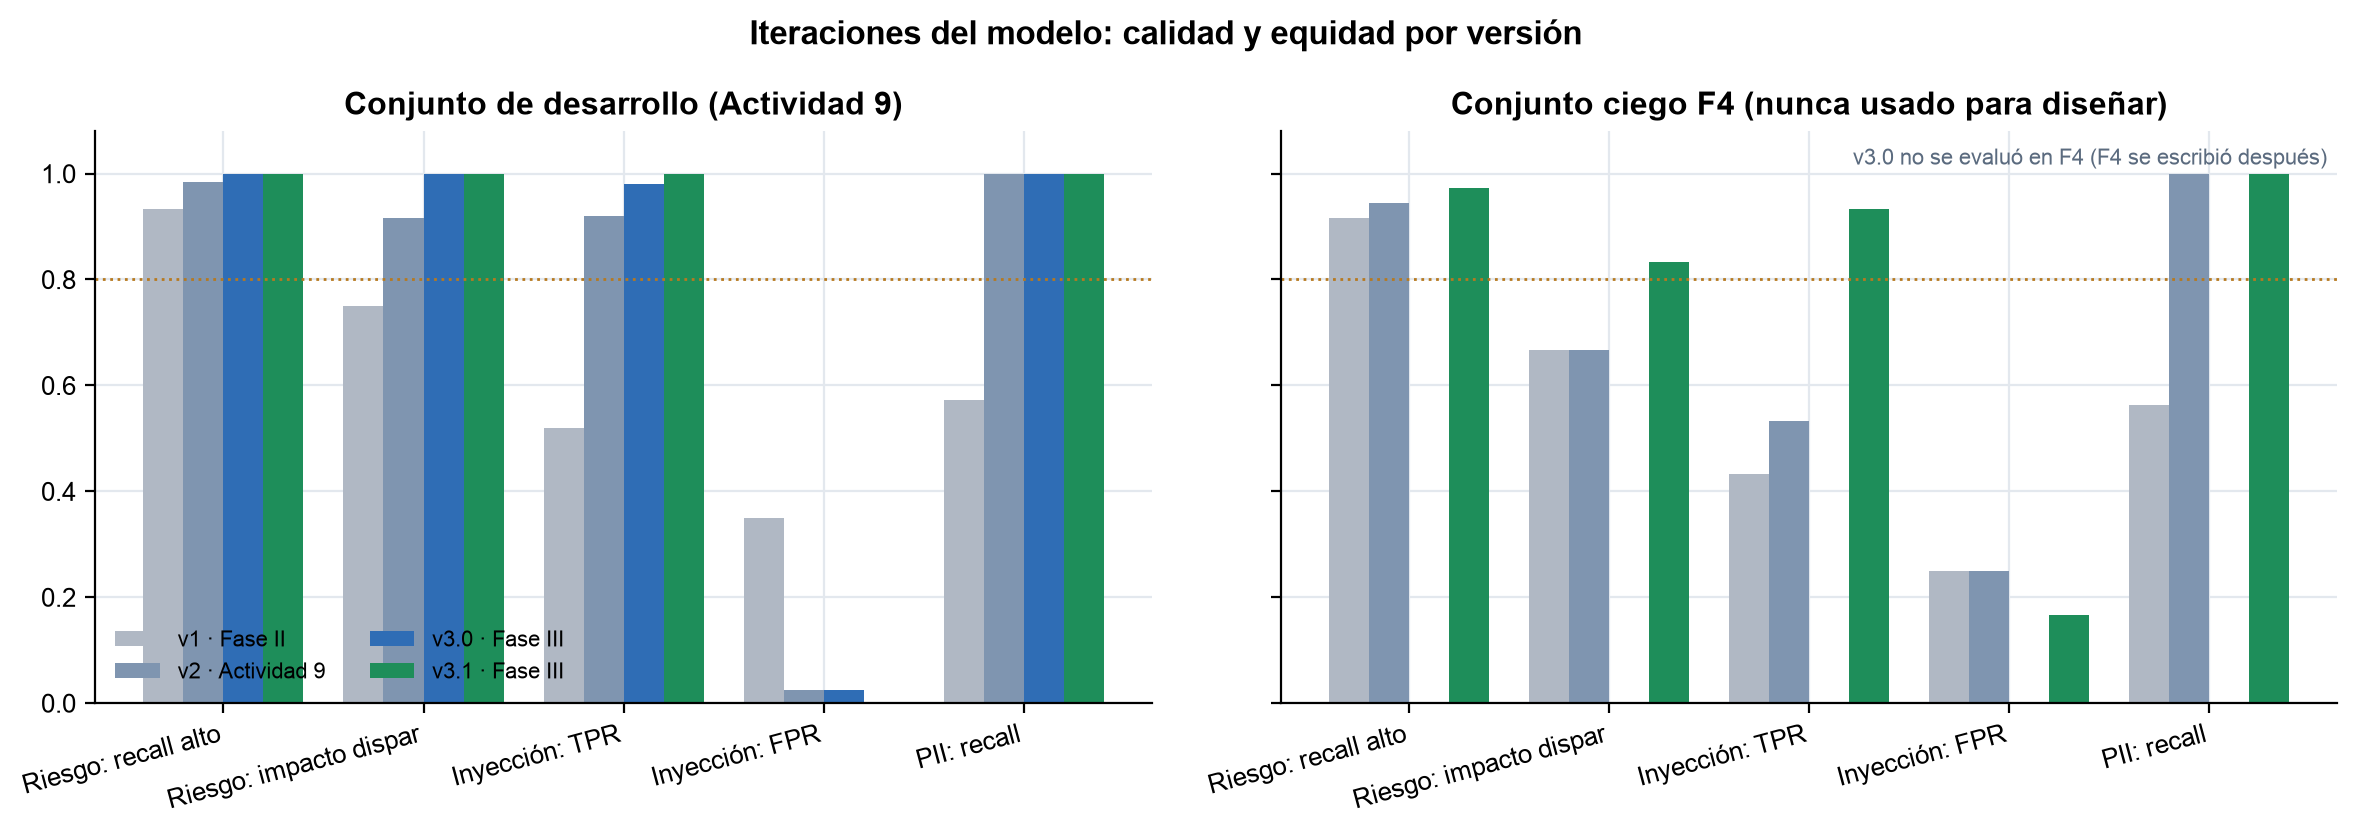 Iteraciones del modelo: calidad y equidad por versión
Conjunto de desarrollo (Actividad 9)
1.0
0.8
0.6
0.4
0.2
0.0
v1 · Fase II
v2 · Actividad 9
v3.0 · Fase III
v3.1 · Fase III
Riesgo: recall alto
Riesgo: impacto dispar
Inyección: TPR
Inyección: FPR
PII: recall
Conjunto ciego F4 (nunca usado para diseñar)
v3.0 no se evaluó en F4 (F4 se escribió después)
Riesgo: recall alto
Riesgo: impacto dispar
Inyección: TPR
Inyección: FPR
PII: recall